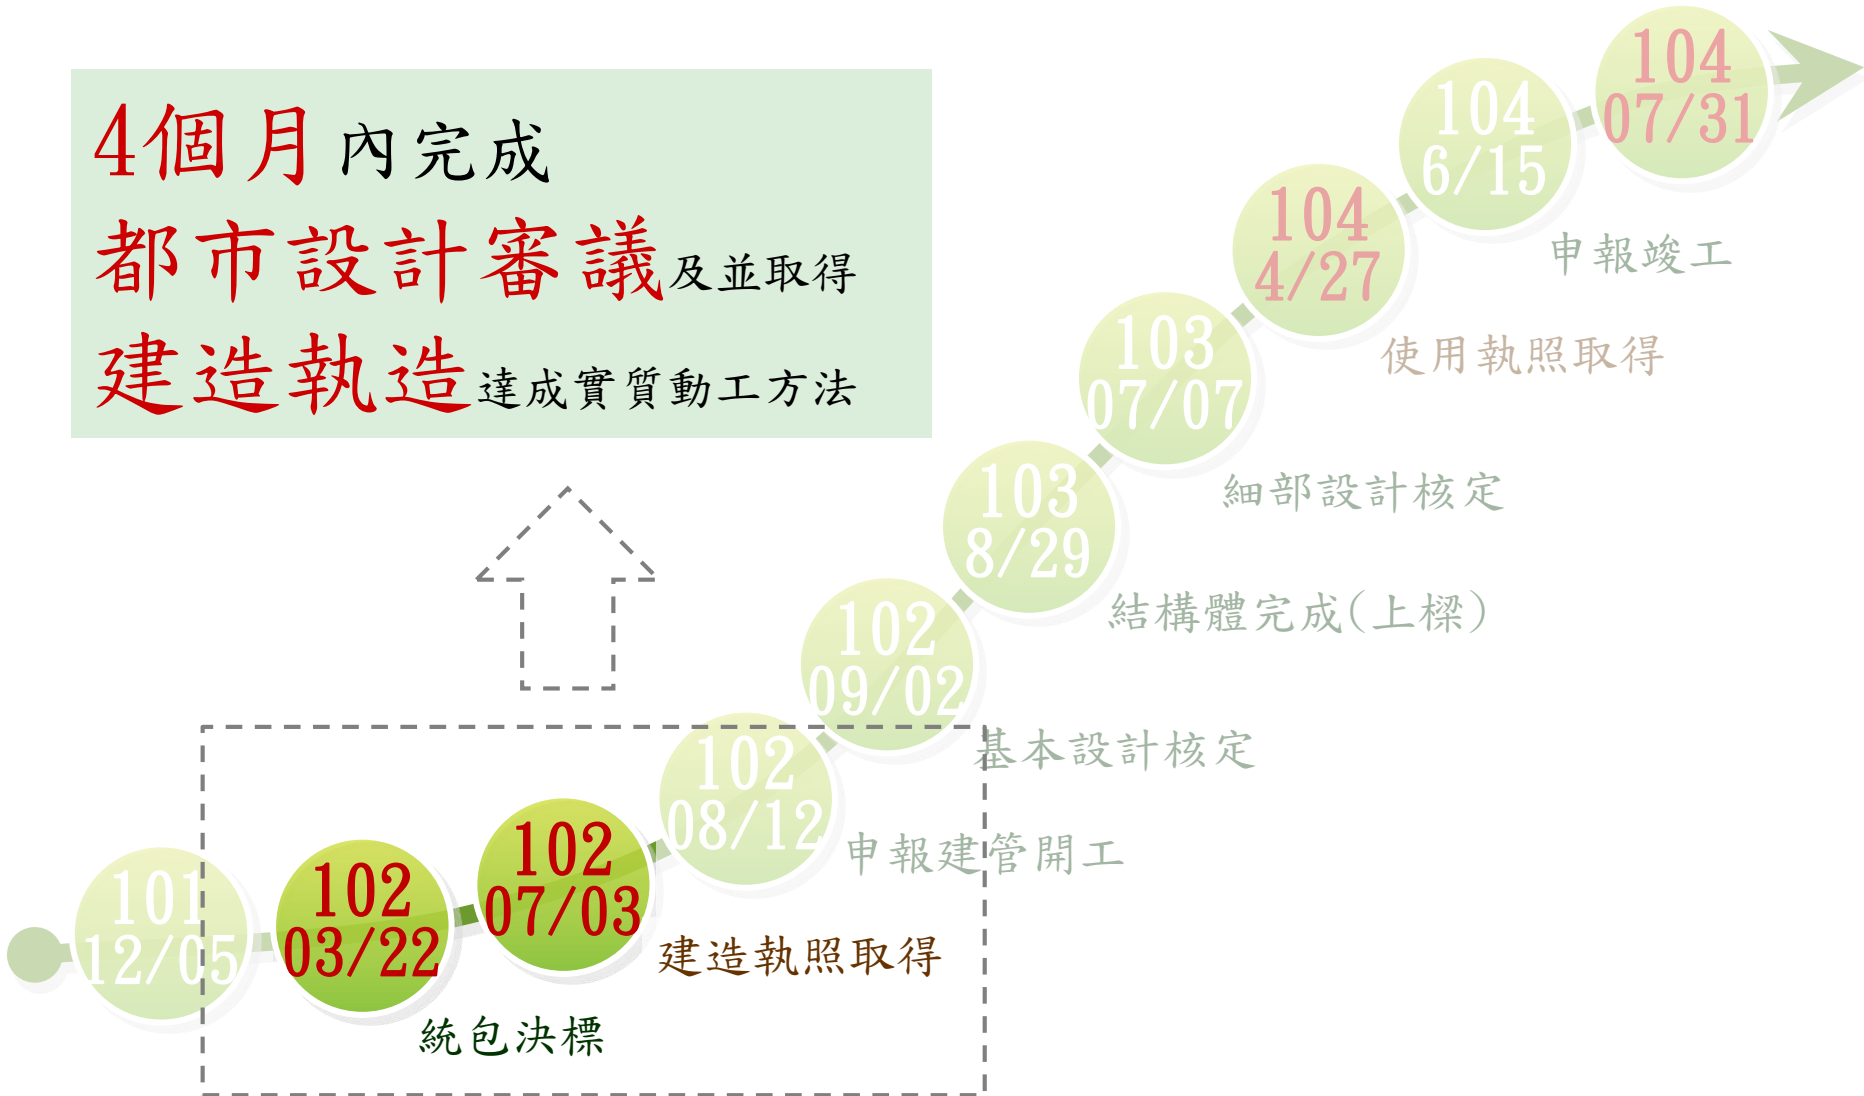 4個月內完成
都市設計審議及並取得
建造執造達成實質動工方法
104
07/31
104
6/15
申報竣工
104
4/27
使用執照取得
103
07/07
細部設計核定
103
8/29
結構體完成(上樑)
102
09/02
基本設計核定
102
08/12
申報建管開工
102
07/03
建造執照取得
102
03/22
統包決標
101
12/05